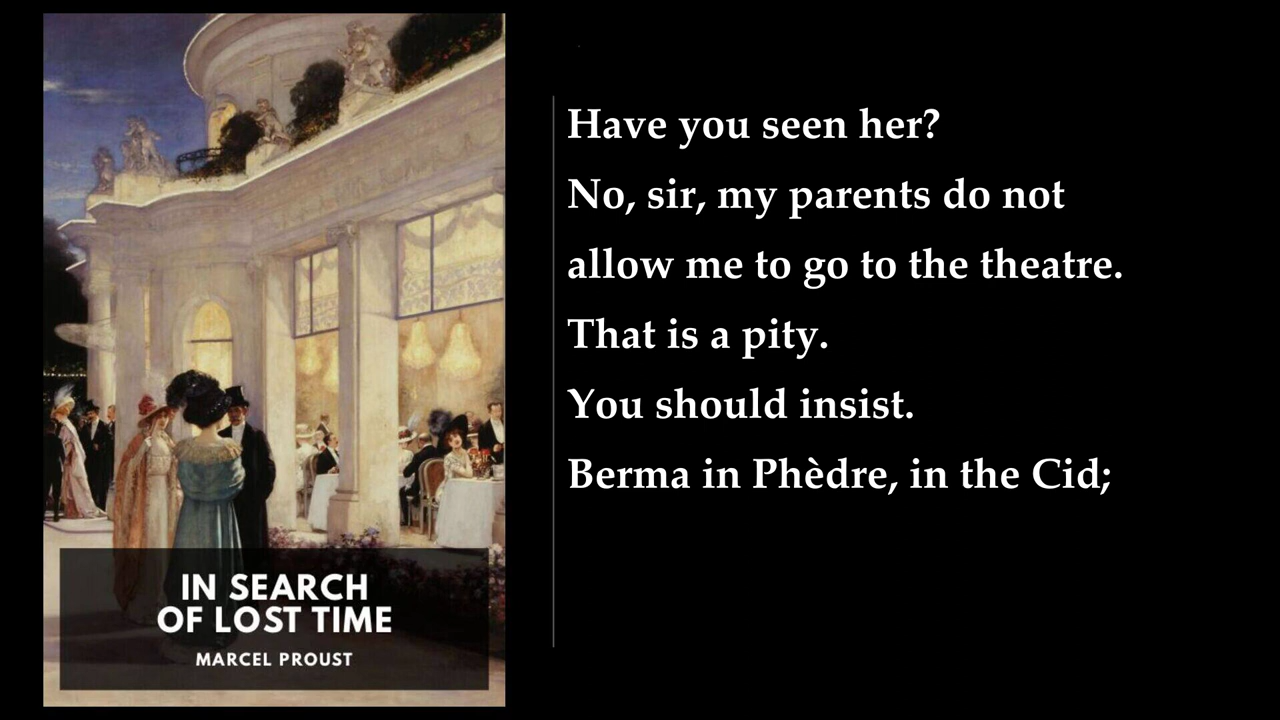 Have you seen her?
No, sir, my parents do not
allow me to go to the theatre.
That is a pity.
You should insist.
Berma in Phèdre, in the Cid;
IN SEARCH
OF LOST TIME
MARCEL PROUST